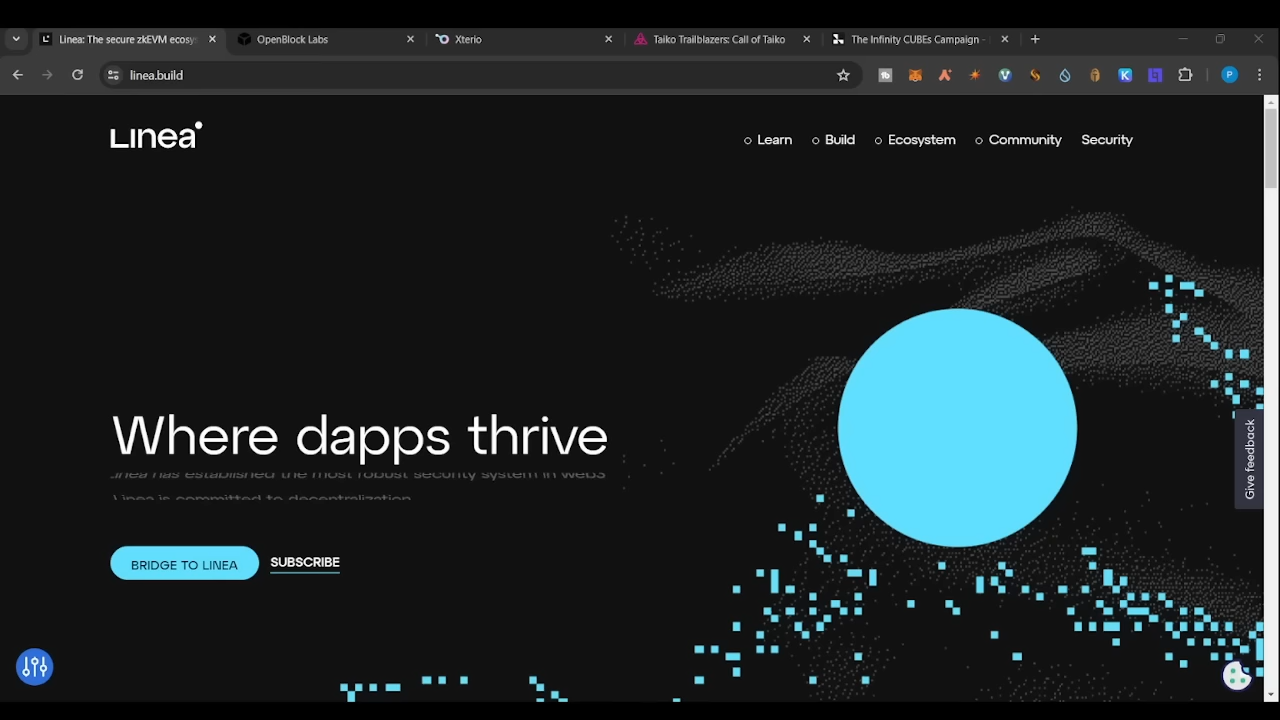 Linea: The secure zkEVM ecosy
OpenBlock Labs
Xterio
Taiko Trailblazers: Call of Taiko
The Infinity CUBEs Campaign -
linea.build
P
Linea
Learn
Build
Ecosystem
Community
Security
Where dapps thrive
Linea has established the most robust security system in web3
Linea is committed to decentralization
BRIDGE TO LINEA
SUBSCRIBE
Give feedback